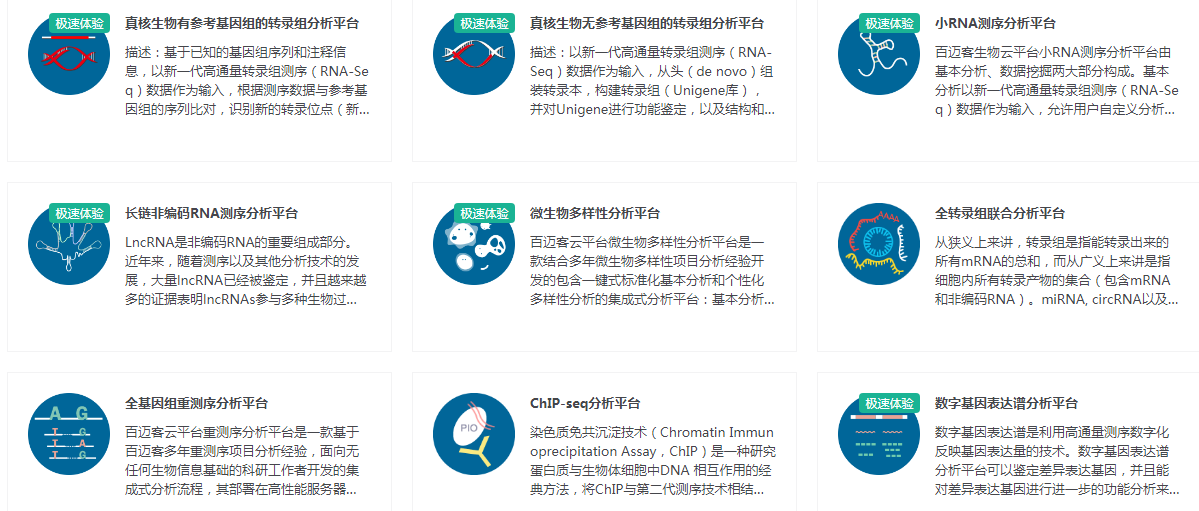 极速体验
真核生物有参考基因组的转录组分析平台
描述：基于已知的基因组序列和注释信
息，以新一代高通量转录组测序（RNA-Se
q）数据作为输入，根据测序数据与参考基
因组的序列比对，识别新的转录位点（新...
极速体验
真核生物无参考基因组的转录组分析平台
描述：以新一代高通量转录组测序（RNA-
Seq）数据作为输入，从头（de novo）组
装转录本，构建转录组（Unigene库），
并对Unigene进行功能鉴定，以及结构和...
极速体验
小RNA测序分析平台
百迈客生物云平台小RNA测序分析平台由
基本分析、数据挖掘两大部分构成。基本
分析以新一代高通量转录组测序（RNA-Se
q）数据作为输入，允许用户自定义分析...
极速体验
长链非编码RNA测序分析平台
LncRNA是非编码RNA的重要组成部分。
近年来，随着测序以及其他分析技术的发
展，大量lncRNA已经被鉴定，并且越来越
多的证据表明lncRNAs参与多种生物过...
极速体验
微生物多样性分析平台
百迈客云平台微生物多样性分析平台是一
款结合多年微生物多样性项目分析经验开
发的包含一键式标准化基本分析和个性化
多样性分析的集成式分析平台：基本分析...
全转录组联合分析平台
从狭义上来讲，转录组是指能转录出来的
所有mRNA的总和，而从广义上来讲是指
细胞内所有转录产物的集合（包含mRNA
和非编码RNA）。miRNA, circRNA以及...
A G
T G
T A
T G
全基因组重测序分析平台
百迈客云平台重测序分析平台是一款基于
百迈客多年重测序项目分析经验，面向无
任何生物信息基础的科研工作者开发的集
成式分析流程，其部署在高性能服务器...
PIO
ChIP-seq分析平台
染色质免共沉淀技术（Chromatin Immun
oprecipitation Assay，ChIP）是一种研究
蛋白质与生物体细胞中DNA 相互作用的经
典方法，将ChIP与第二代测序技术相结...
极速体验
数字基因表达谱分析平台
数字基因表达谱是利用高通量测序数字化
反映基因表达量的技术。数字基因表达谱
分析平台可以鉴定差异表达基因，并且能
对差异表达基因进行进一步的功能分析来...